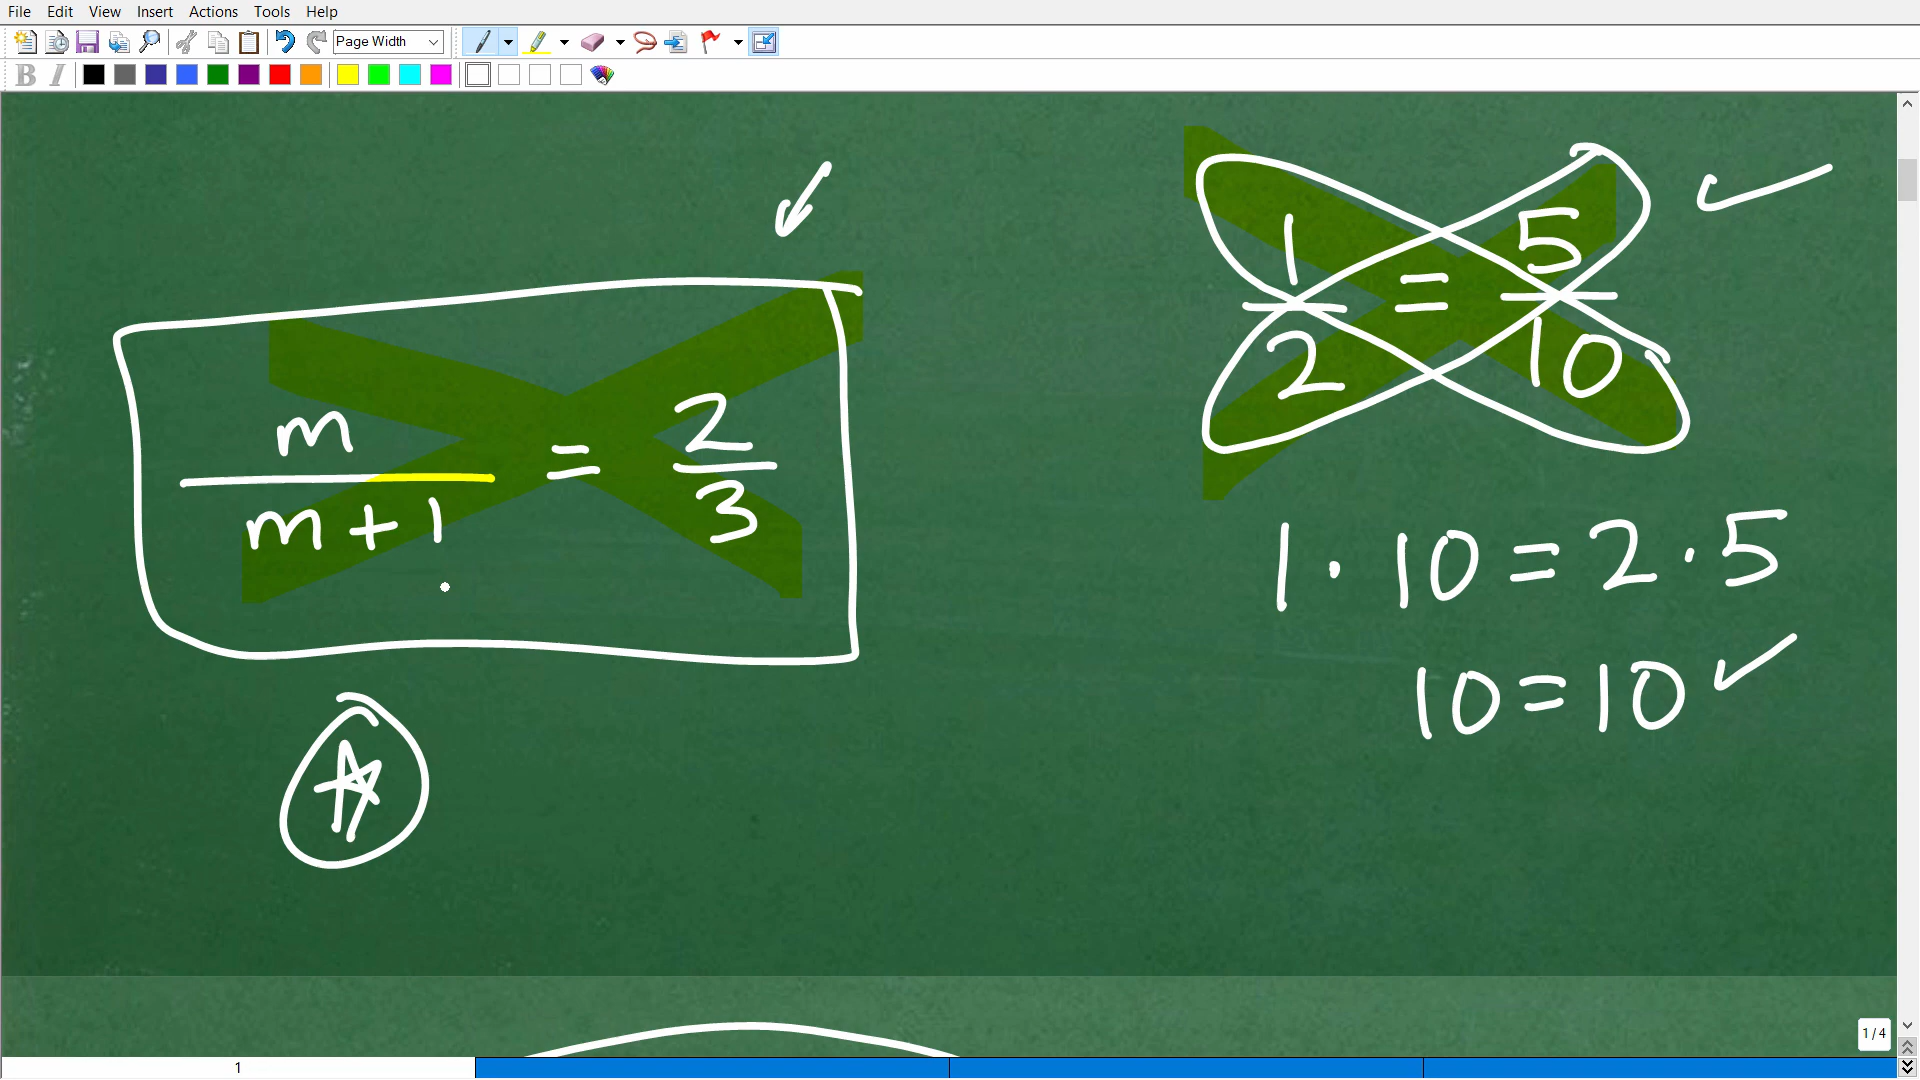 File Edit View Insert Actions Tools Help
Page Width
B I
m
m + 1
=
2
3
1
2
=
5
10
1 · 10 = 2 · 5
10 = 10
1 / 4
1